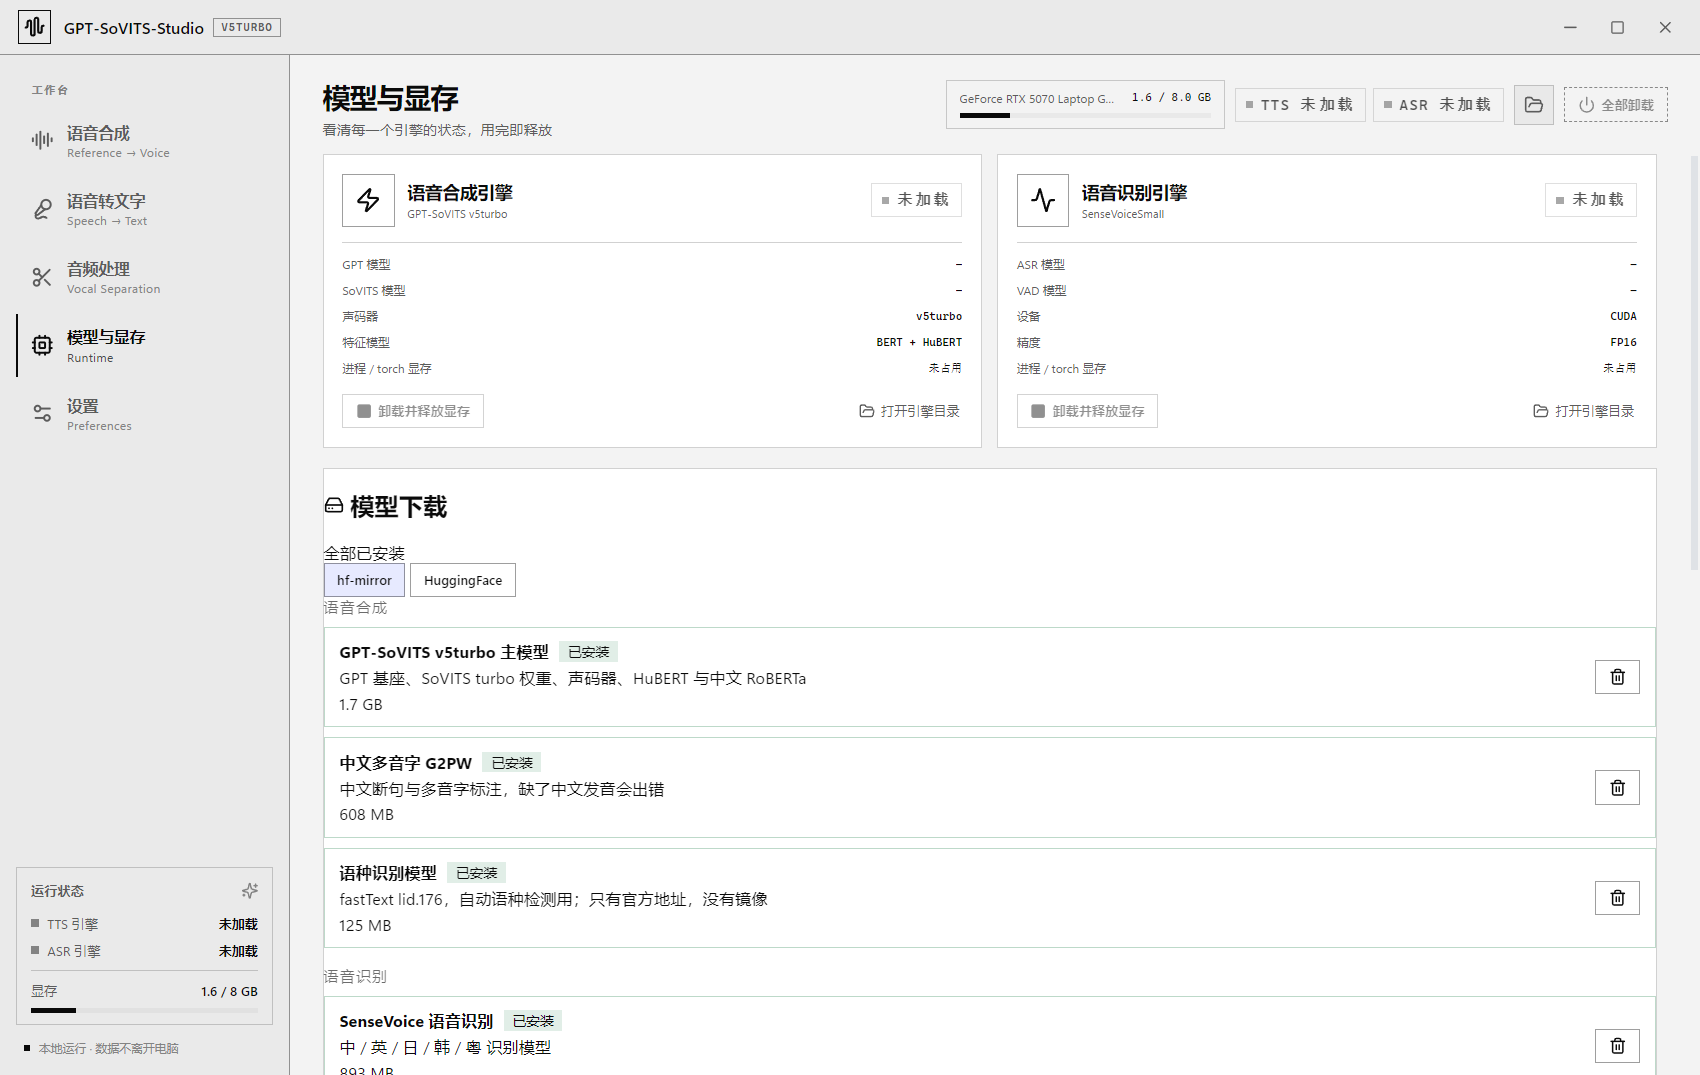 GPT-SoVITS-Studio V5TURBO
工作台
语音合成
Reference → Voice
语音转文字
Speech → Text
音频处理
Vocal Separation
模型与显存
Runtime
设置
Preferences
运行状态
TTS 引擎 未加载
ASR 引擎 未加载
显存 1.6 / 8 GB
本地运行 · 数据不离开电脑
模型与显存
看清每一个引擎的状态，用完即释放
GeForce RTX 5070 Laptop G... 1.6 / 8.0 GB
TTS 未加载
ASR 未加载
全部卸载
语音合成引擎
GPT-SoVITS v5turbo
未加载
GPT 模型 –
SoVITS 模型 –
声码器 v5turbo
特征模型 BERT + HuBERT
进程 / torch 显存 未占用
卸载并释放显存
打开引擎目录
语音识别引擎
SenseVoiceSmall
未加载
ASR 模型 –
VAD 模型 –
设备 CUDA
精度 FP16
进程 / torch 显存 未占用
卸载并释放显存
打开引擎目录
模型下载
全部已安装
hf-mirror HuggingFace
语音合成
GPT-SoVITS v5turbo 主模型 已安装
GPT 基座、SoVITS turbo 权重、声码器、HuBERT 与中文 RoBERTa
1.7 GB
中文多音字 G2PW 已安装
中文断句与多音字标注，缺了中文发音会出错
608 MB
语种识别模型 已安装
fastText lid.176，自动语种检测用；只有官方地址，没有镜像
125 MB
语音识别
SenseVoice 语音识别 已安装
中 / 英 / 日 / 韩 / 粤 识别模型
893 MB